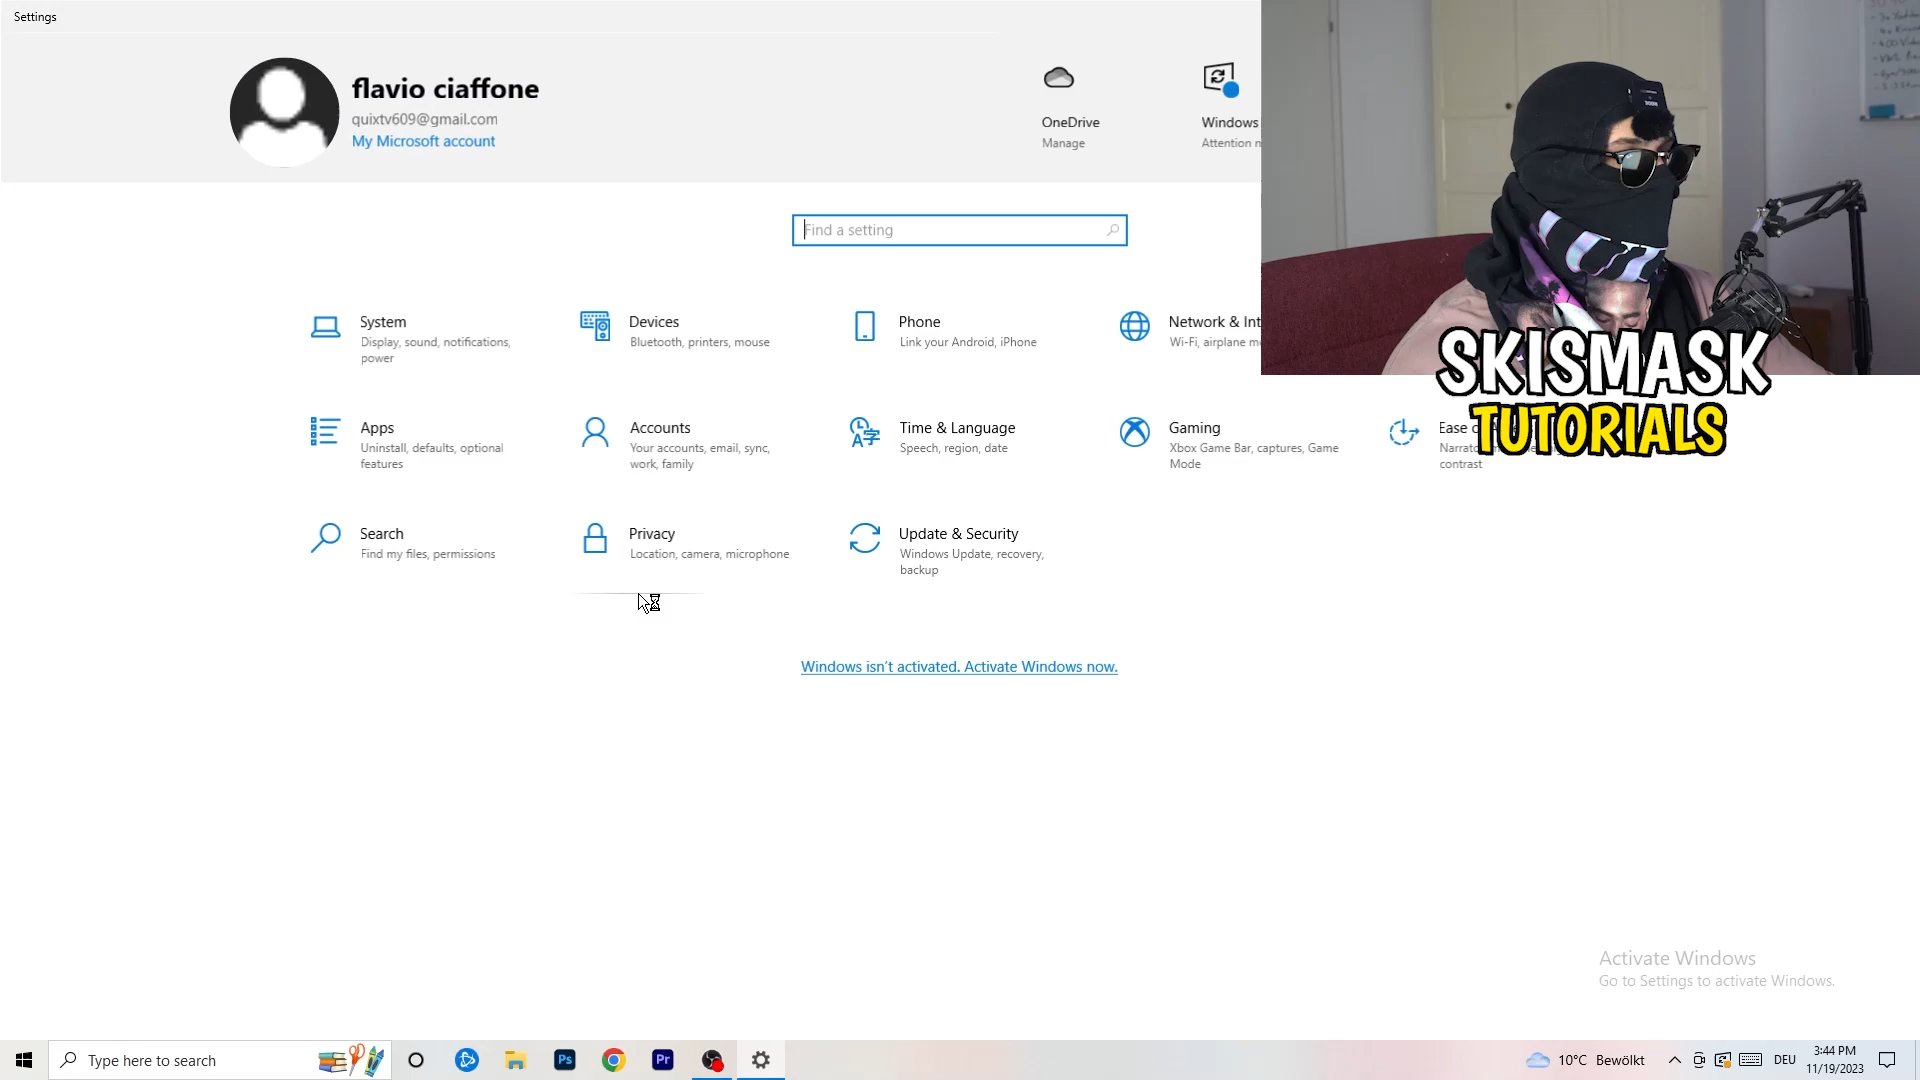 Settings
flavio ciaffone
quixtv609@gmail.com
My Microsoft account
OneDrive
Manage
Windows
Attention
Find a setting
System
Display, sound, notifications,
power
Devices
Bluetooth, printers, mouse
Phone
Link your Android, iPhone
Network & Int
Wi-Fi, airplane
Apps
Uninstall, defaults, optional
features
Accounts
Your accounts, email, sync,
work, family
Time & Language
Speech, region, date
Gaming
Xbox Game Bar, captures, Game
Mode
Ease
contrast
SKISMASK
TUTORIALS
Search
Find my files, permissions
Privacy
Location, camera, microphone
Update & Security
Windows Update, recovery,
backup
Windows isn't activated. Activate Windows now.
Activate Windows
Go to Settings to activate Windows.
Type here to search
Ps
Pr
10°C Bewölkt
DEU
3:44 PM
11/19/2023